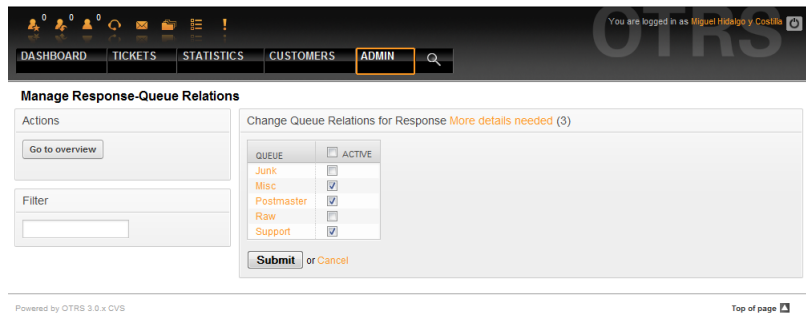 0 0 0
You are logged in as Miguel Hidalgo y Costilla
OTRS
DASHBOARD TICKETS STATISTICS CUSTOMERS ADMIN
Manage Response-Queue Relations
Actions
Go to overview
Filter
Change Queue Relations for Response More details needed (3)
QUEUE ACTIVE
Junk
Misc
Postmaster
Raw
Support
Submit or Cancel
Powered by OTRS 3.0.x CVS
Top of page